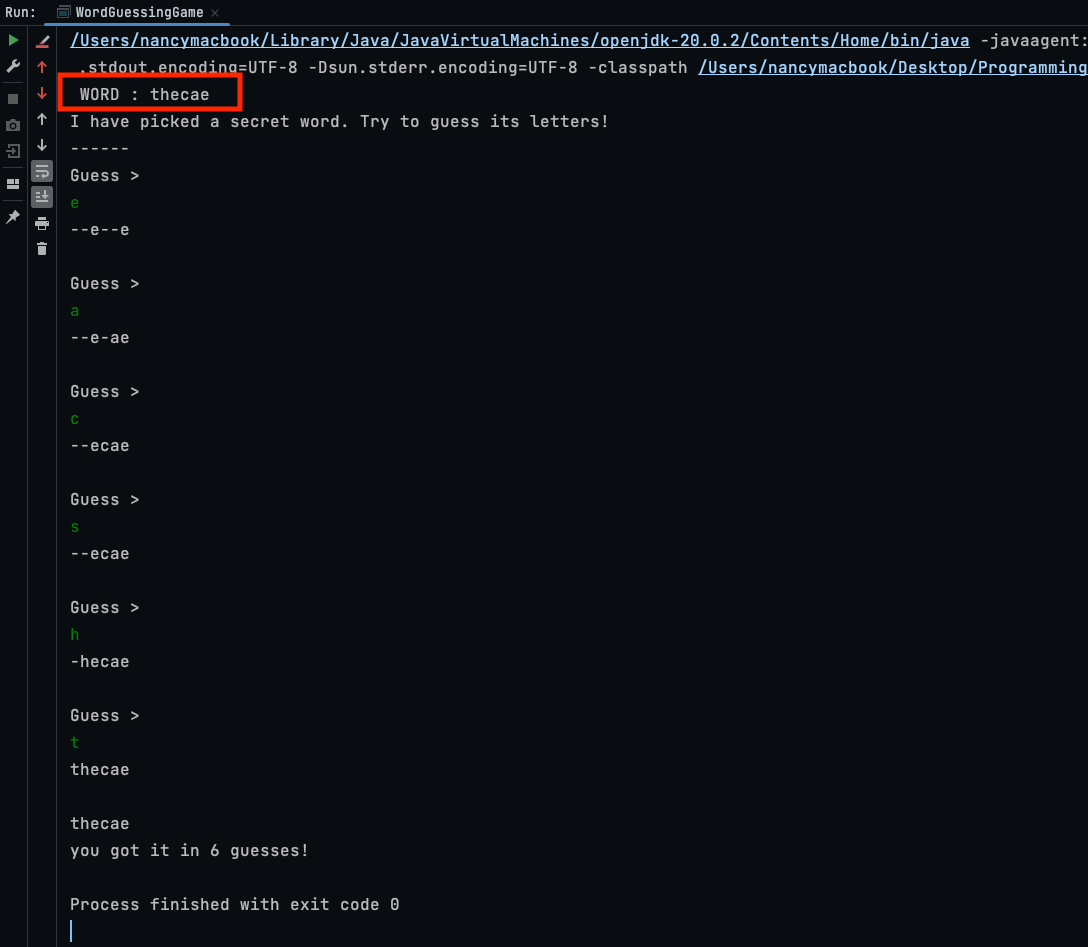 Run: WordGuessingGame
/Users/nancymacbook/Library/Java/JavaVirtualMachines/openjdk-20.0.2/Contents/Home/bin/java -javaagent:
.stdout.encoding=UTF-8 -Dsun.stderr.encoding=UTF-8 -classpath /Users/nancymacbook/Desktop/Programming
WORD : thecae
I have picked a secret word. Try to guess its letters!
------
Guess >
e
--e--e
Guess >
a
--e-ae
Guess >
c
--ecae
Guess >
s
--ecae
Guess >
h
-hecae
Guess >
t
thecae
thecae
you got it in 6 guesses!
Process finished with exit code 0